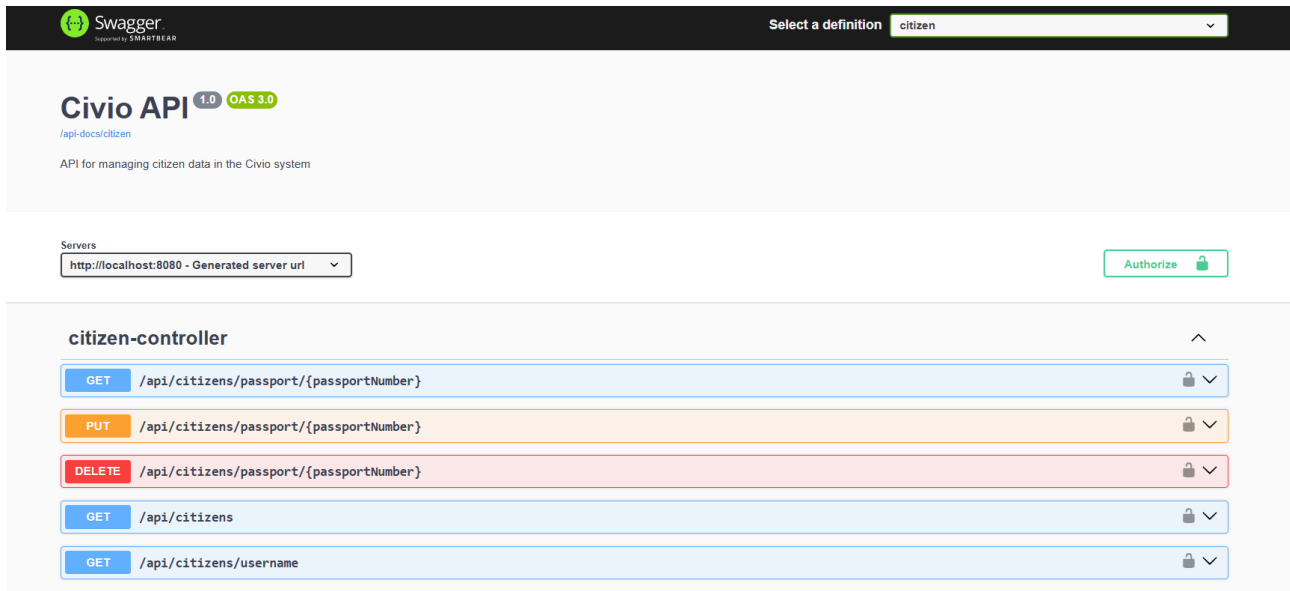 Swagger.
Supported by SMARTBEAR
Select a definition
citizen
Civio API 1.0 OAS 3.0
/api-docs/citizen
API for managing citizen data in the Civio system
Servers
http://localhost:8080 - Generated server url
Authorize
citizen-controller
GET /api/citizens/passport/{passportNumber}
PUT /api/citizens/passport/{passportNumber}
DELETE /api/citizens/passport/{passportNumber}
GET /api/citizens
GET /api/citizens/username